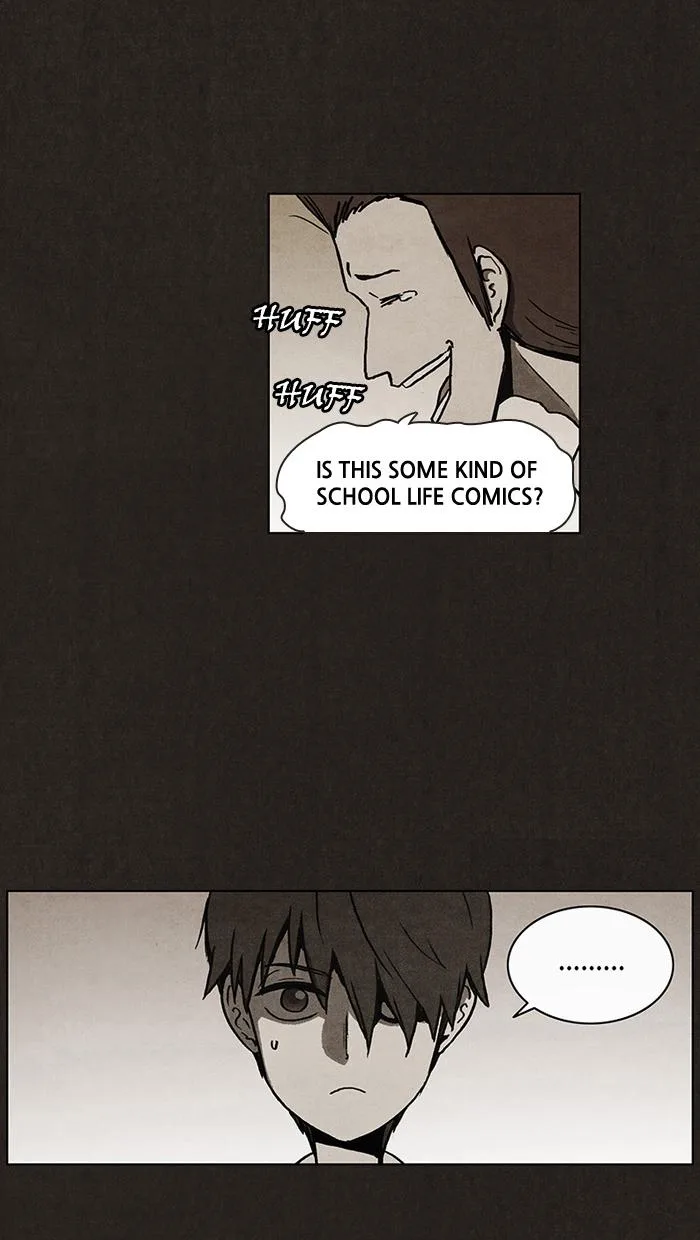 HUFF
HUFF
IS THIS SOME KIND OF
SCHOOL LIFE COMICS?
.........